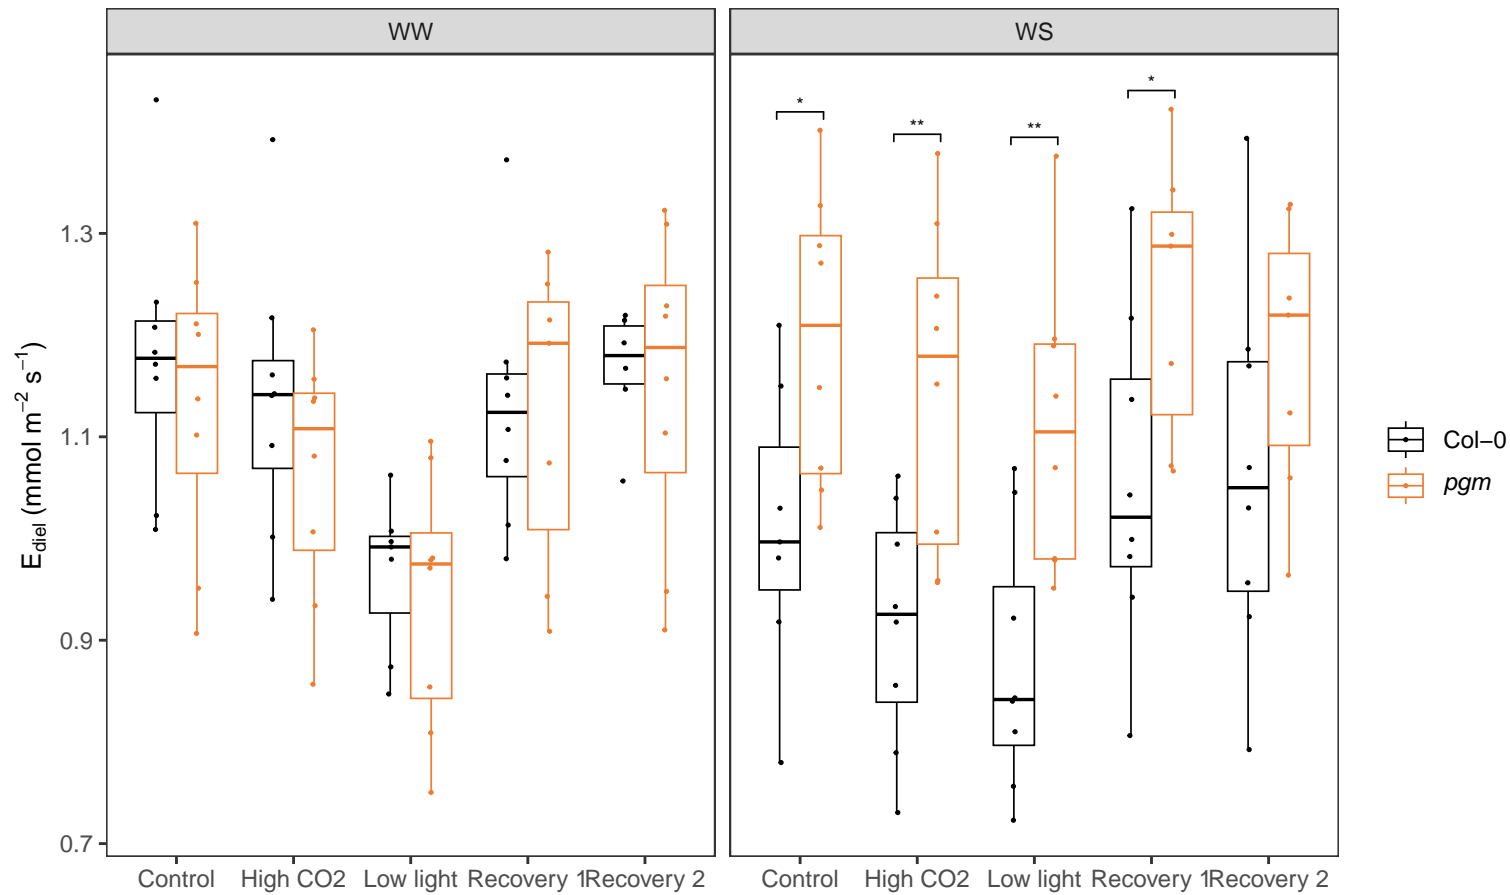 WW
WS
*
**
**
*
E_diel (mmol m⁻² s⁻¹)
1.3
1.1
0.9
0.7
Col−0
pgm
Control High CO2 Low light Recovery 1 Recovery 2
Control High CO2 Low light Recovery 1 Recovery 2